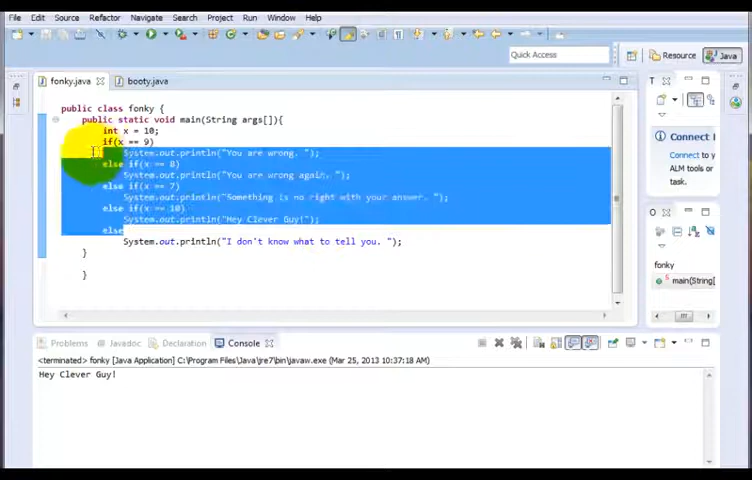 File Edit Source Refactor Navigate Search Project Run Window Help
Quick Access
Resource
Java
fonky.java
booty.java
T
public class fonky {
public static void main(String args[]){
int x = 10;
if(x == 9)
System.out.println("You are wrong. ");
else if(x == 8)
System.out.println("You are wrong again. ");
else if(x == 7)
System.out.println("Something is no right with your answer. ");
else if(x == 10)
System.out.println("Hey Clever Guy!");
else
System.out.println("I don't know what to tell you. ");
}
}
Connect
Connect to y
ALM tools or
task
O
fonky
main(String[
Problems
Javadoc
Declaration
Console
<terminated> fonky [Java Application] C:\Program Files\Java\jre7\bin\javaw.exe (Mar 25, 2013 10:37:18 AM)
Hey Clever Guy!